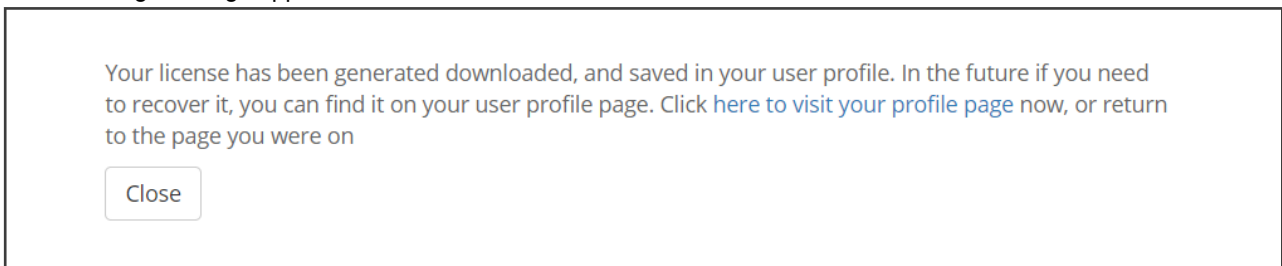 Your license has been generated downloaded, and saved in your user profile. In the future if you need
to recover it, you can find it on your user profile page. Click here to visit your profile page now, or return
to the page you were on
Close